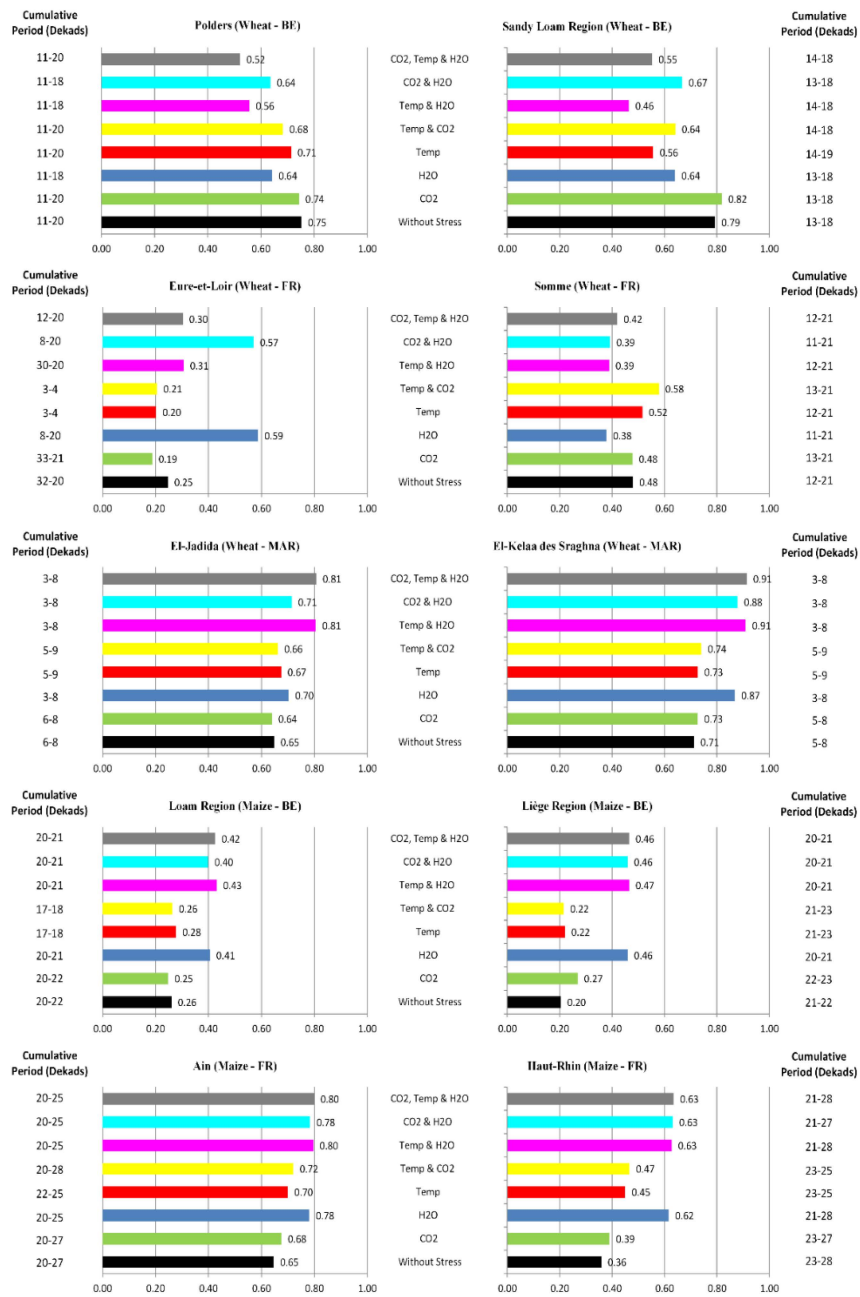 Cumulative Period (Dekads)
Polders (Wheat - BE)
Sandy Loam Region (Wheat - BE)
Cumulative Period (Dekads)
11-20 0.52 CO2, Temp & H2O 0.55 14-18
11-18 0.64 CO2 & H2O 0.67 13-18
11-18 0.56 Temp & H2O 0.46 14-18
11-20 0.68 Temp & CO2 0.64 14-18
11-20 0.71 Temp 0.56 14-19
11-18 0.64 H2O 0.64 13-18
11-20 0.74 CO2 0.82 13-18
11-20 0.75 Without Stress 0.79 13-18
0.00 0.20 0.40 0.60 0.80 1.00 0.00 0.20 0.40 0.60 0.80 1.00
Cumulative Period (Dekads)
Eure-et-Loir (Wheat - FR)
Somme (Wheat - FR)
Cumulative Period (Dekads)
12-20 0.30 CO2, Temp & H2O 0.42 12-21
8-20 0.57 CO2 & H2O 0.39 11-21
30-20 0.31 Temp & H2O 0.39 12-21
3-4 0.21 Temp & CO2 0.58 13-21
3-4 0.20 Temp 0.52 12-21
8-20 0.59 H2O 0.38 11-21
33-21 0.19 CO2 0.48 13-21
32-20 0.25 Without Stress 0.48 12-21
0.00 0.20 0.40 0.60 0.80 1.00 0.00 0.20 0.40 0.60 0.80 1.00
Cumulative Period (Dekads)
El-Jadida (Wheat - MAR)
El-Kelaa des Sraghna (Wheat - MAR)
Cumulative Period (Dekads)
3-8 0.81 CO2, Temp & H2O 0.91 3-8
3-8 0.71 CO2 & H2O 0.88 3-8
3-8 0.81 Temp & H2O 0.91 3-8
5-9 0.66 Temp & CO2 0.74 5-9
5-9 0.67 Temp 0.73 5-9
3-8 0.70 H2O 0.87 3-8
6-8 0.64 CO2 0.73 5-8
6-8 0.65 Without Stress 0.71 5-8
0.00 0.20 0.40 0.60 0.80 1.00 0.00 0.20 0.40 0.60 0.80 1.00
Cumulative Period (Dekads)
Loam Region (Maize - BE)
Liège Region (Maize - BE)
Cumulative Period (Dekads)
20-21 0.42 CO2, Temp & H2O 0.46 20-21
20-21 0.40 CO2 & H2O 0.46 20-21
20-21 0.43 Temp & H2O 0.47 20-21
17-18 0.26 Temp & CO2 0.22 21-23
17-18 0.28 Temp 0.22 21-23
20-21 0.41 H2O 0.46 20-21
20-22 0.25 CO2 0.27 22-23
20-22 0.26 Without Stress 0.20 21-22
0.00 0.20 0.40 0.60 0.80 1.00 0.00 0.20 0.40 0.60 0.80 1.00
Cumulative Period (Dekads)
Ain (Maize - FR)
Haut-Rhin (Maize - FR)
Cumulative Period (Dekads)
20-25 0.80 CO2, Temp & H2O 0.63 21-28
20-25 0.78 CO2 & H2O 0.63 21-27
20-25 0.80 Temp & H2O 0.63 21-28
20-28 0.72 Temp & CO2 0.47 23-25
22-25 0.70 Temp 0.45 23-25
20-25 0.78 H2O 0.62 21-28
20-27 0.68 CO2 0.39 23-27
20-27 0.65 Without Stress 0.36 23-28
0.00 0.20 0.40 0.60 0.80 1.00 0.00 0.20 0.40 0.60 0.80 1.00